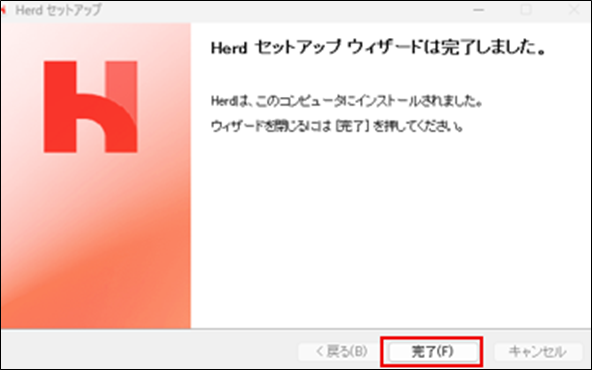 Herd セットアップ
Herd セットアップ ウィザードは完了しました。
Herdは、このコンピュータにインストールされました。
ウィザードを閉じるには [完了] を押してください。
< 戻る(B)
完了(F)
キャンセル